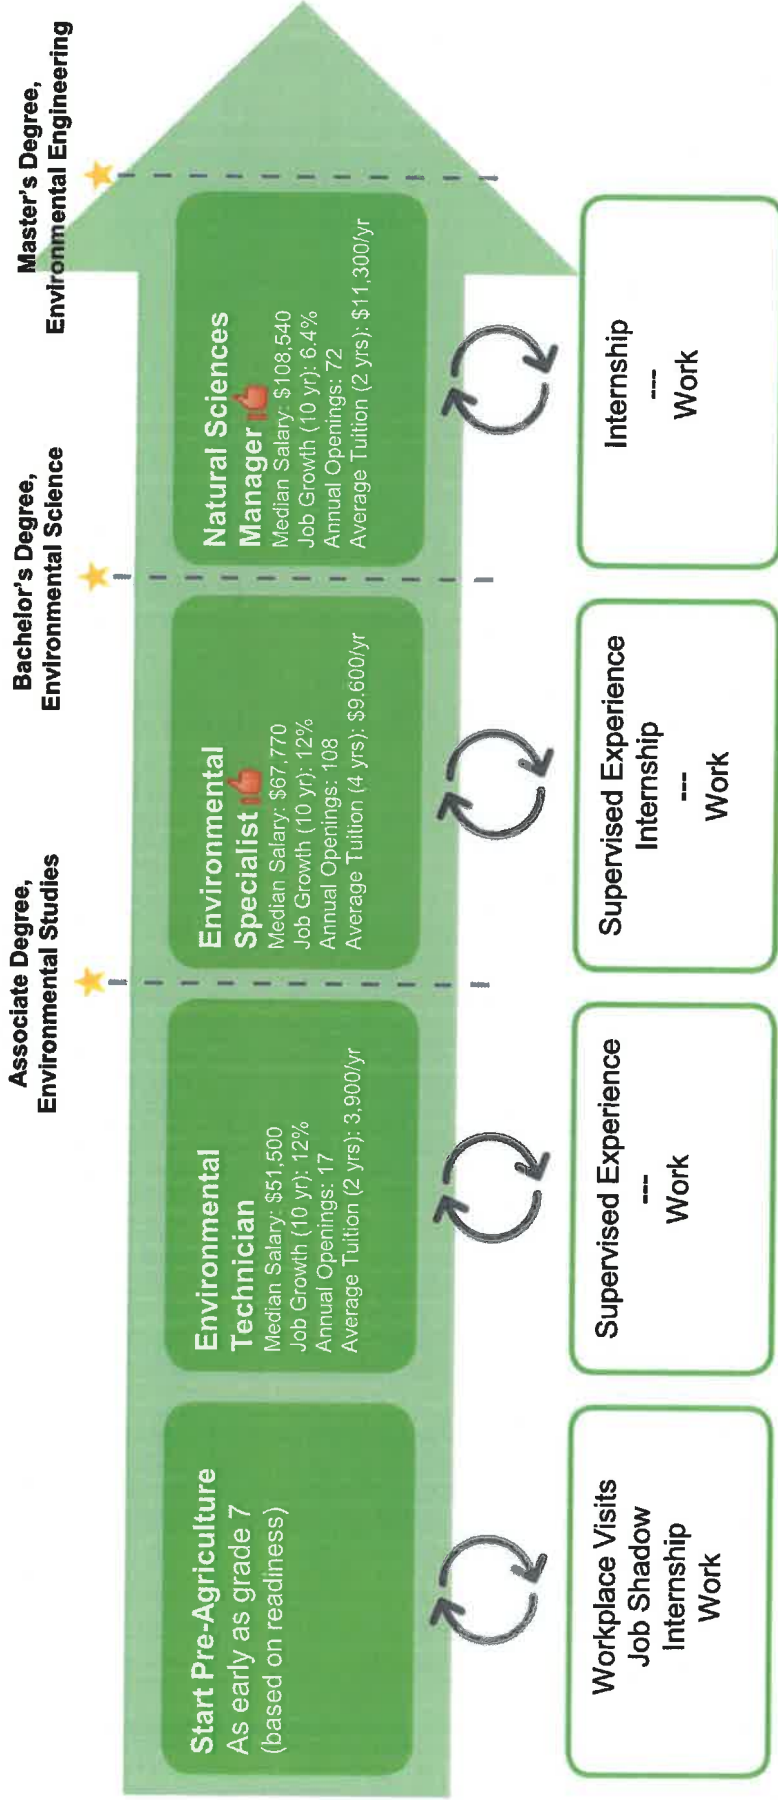 Associate Degree,
Environmental Studies
Bachelor's Degree,
Environmental Science
Master's Degree,
Environmental Engineering
Start Pre-Agriculture
As early as grade 7
(based on readiness)
Environmental
Technician
Median Salary: $51,500
Job Growth (10 yr): 12%
Annual Openings: 17
Average Tuition (2 yrs): 3,900/yr
Environmental
Specialist
Median Salary: $67,770
Job Growth (10 yr): 12%
Annual Openings: 108
Average Tuition (4 yrs): $9,600/yr
Natural Sciences
Manager
Median Salary: $108,540
Job Growth (10 yr): 6.4%
Annual Openings: 72
Average Tuition (2 yrs): $11,300/yr
Workplace Visits
Job Shadow
Internship
Work
Supervised Experience
---
Work
Supervised Experience
Internship
---
Work
Internship
---
Work